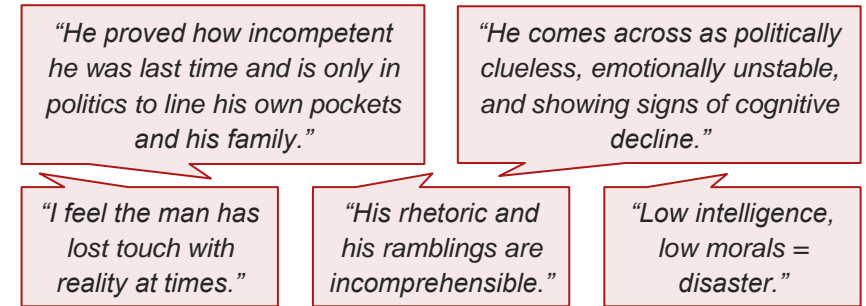 “He proved how incompetent
he was last time and is only in
politics to line his own pockets
and his family.”
“He comes across as politically
clueless, emotionally unstable,
and showing signs of cognitive
decline.”
“I feel the man has
lost touch with
reality at times.”
“His rhetoric and
his ramblings are
incomprehensible.”
“Low intelligence,
low morals =
disaster.”